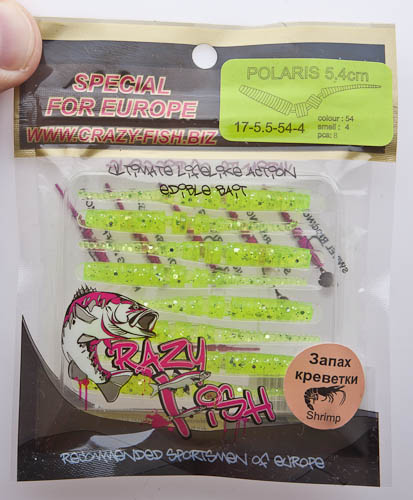 SPECIAL
FOR EUROPE
WWW.CRAZY-FISH.BIZ
POLARIS 5,4cm
17-5.5-54-4
colour: 54
smell: 4
pcs: 8
ULTIMATE LIFELIKE ACTION
EDIBLE BAIT
CRAZY
FISH
Запах
креветки
Shrimp
RECOMMENDED SPORTSMEN OF EUROPE